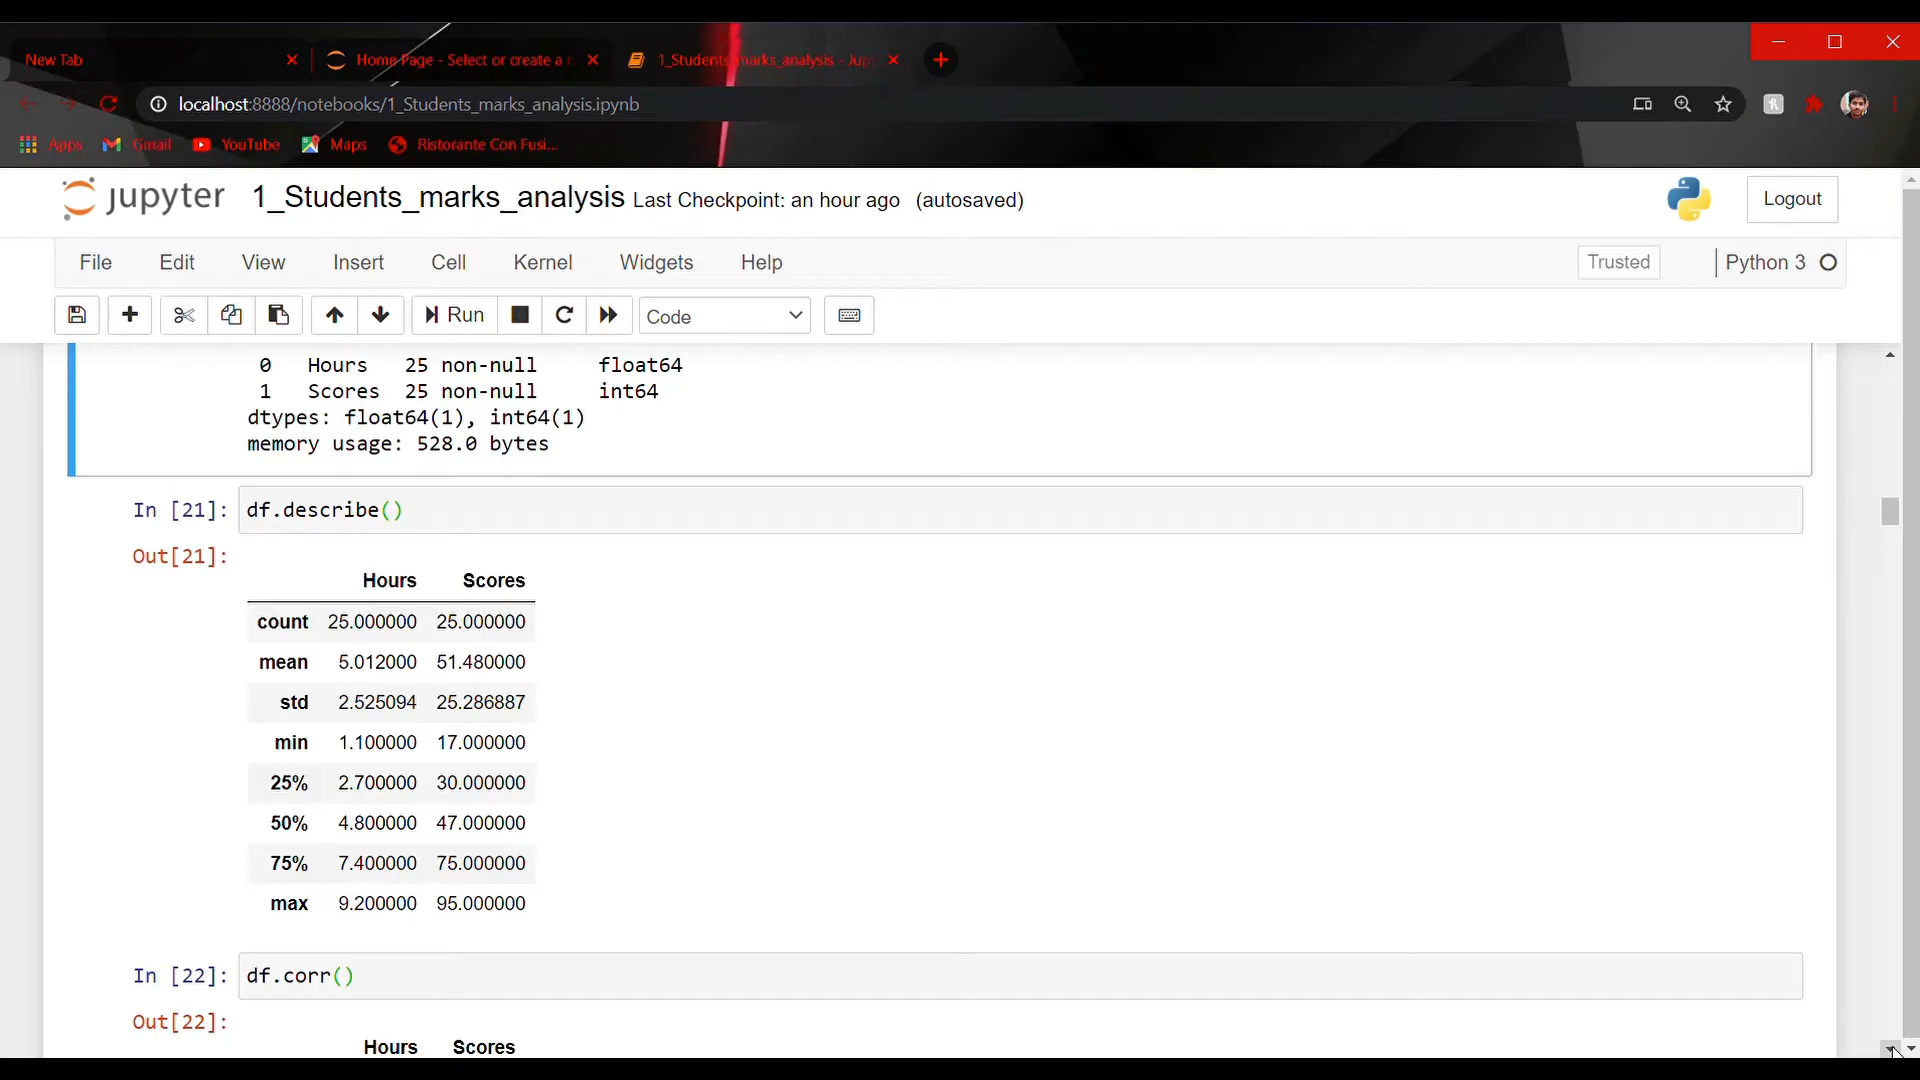 New Tab
Home Page - Select or create a n
1_Students_marks_analysis - Jup
localhost:8888/notebooks/1_Students_marks_analysis.ipynb
Apps
Gmail
YouTube
Maps
Ristorante Con Fusi...
jupyter
1_Students_marks_analysis Last Checkpoint: an hour ago (autosaved)
Logout
File Edit View Insert Cell Kernel Widgets Help
Trusted
Python 3
Run
Code
0 Hours 25 non-null float64
1 Scores 25 non-null int64
dtypes: float64(1), int64(1)
memory usage: 528.0 bytes
In [21]: df.describe()
Out[21]:
Hours Scores
count 25.000000 25.000000
mean 5.012000 51.480000
std 2.525094 25.286887
min 1.100000 17.000000
25% 2.700000 30.000000
50% 4.800000 47.000000
75% 7.400000 75.000000
max 9.200000 95.000000
In [22]: df.corr()
Out[22]:
Hours Scores